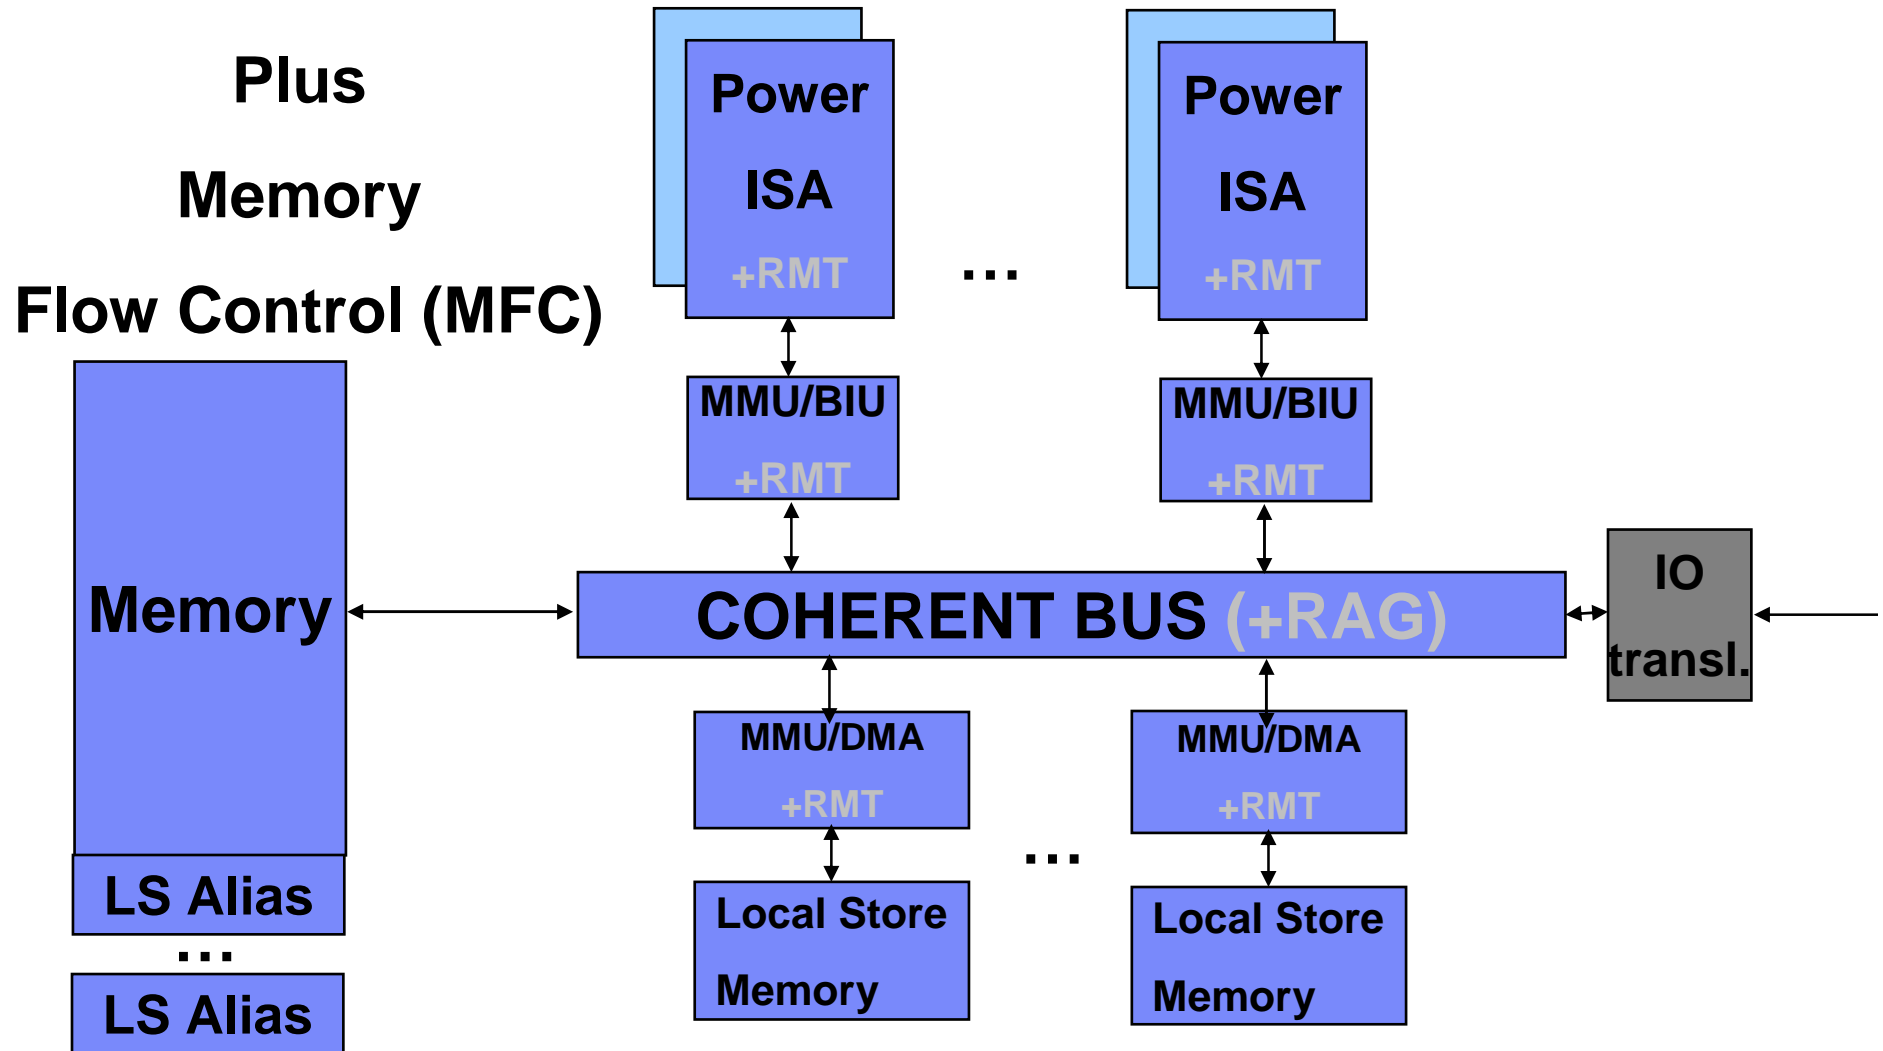 Plus
Memory
Flow Control (MFC)
Power
ISA
+RMT
...
Power
ISA
+RMT
MMU/BIU
+RMT
MMU/BIU
+RMT
Memory
COHERENT BUS (+RAG)
IO
transl.
MMU/DMA
+RMT
MMU/DMA
+RMT
...
LS Alias
...
LS Alias
Local Store
Memory
Local Store
Memory